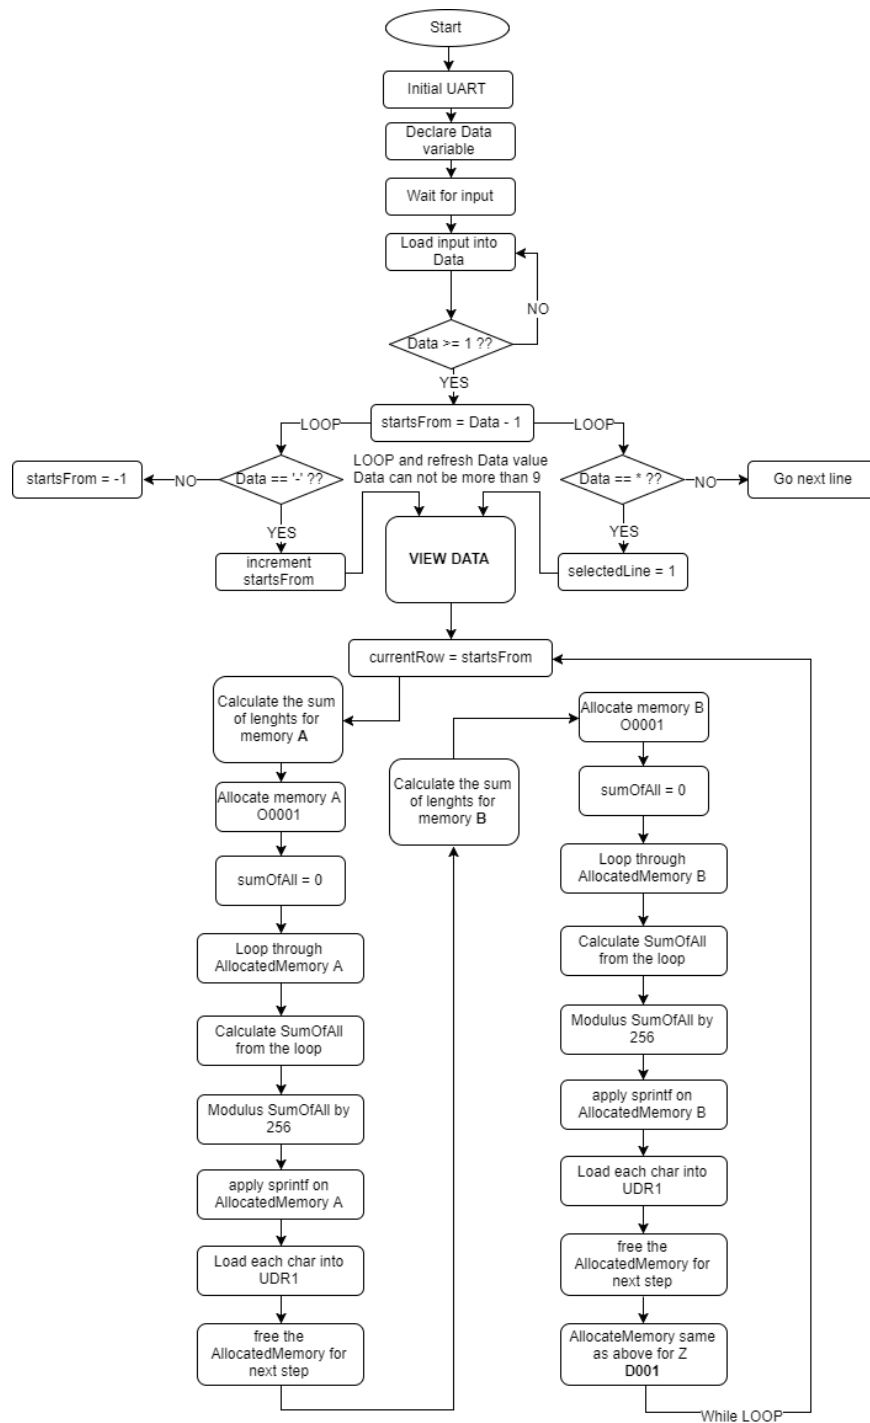 Start
Initial UART
Declare Data
variable
Wait for input
Load input into
Data
NO
Data >= 1 ??
YES
startsFrom = Data - 1
LOOP
LOOP
startsFrom = -1
NO
Data == '-' ??
LOOP and refresh Data value
Data can not be more than 9
Data == * ??
NO
Go next line
YES
YES
increment
startsFrom
VIEW DATA
selectedLine = 1
currentRow = startsFrom
Calculate the sum
of lenghts for
memory A
Allocate memory A
O0001
sumOfAll = 0
Loop through
AllocatedMemory A
Calculate SumOfAll
from the loop
Modulus SumOfAll by
256
apply sprintf on
AllocatedMemory A
Load each char into
UDR1
free the
AllocatedMemory for
next step
Calculate the sum
of lenghts for
memory B
Allocate memory B
O0001
sumOfAll = 0
Loop through
AllocatedMemory B
Calculate SumOfAll
from the loop
Modulus SumOfAll by
256
apply sprintf on
AllocatedMemory B
Load each char into
UDR1
free the
AllocatedMemory for
next step
AllocateMemory same
as above for Z
D001
While LOOP